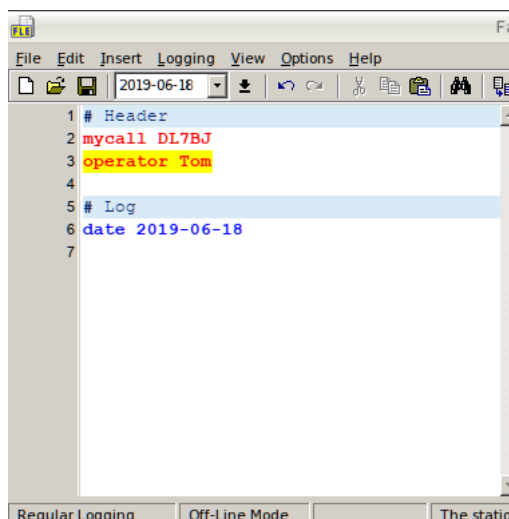 FLE
Fa
File Edit Insert Logging View Options Help
2019-06-18
1 # Header
2 mycall DL7BJ
3 operator Tom
4
5 # Log
6 date 2019-06-18
7
Regular Logging Off-Line Mode The static